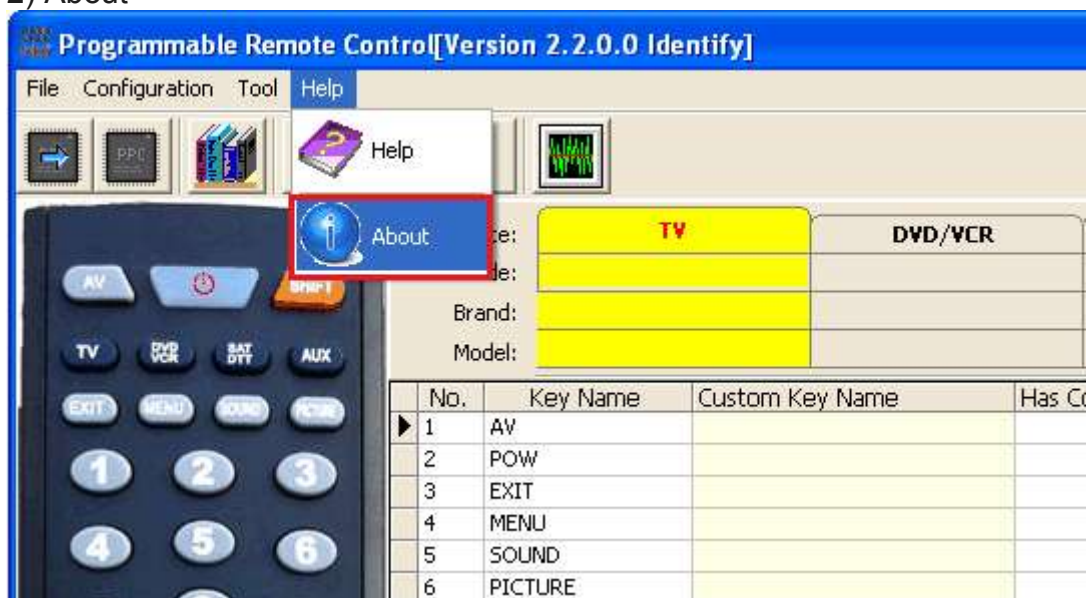 2) About
Programmable Remote Control[Version 2.2.0.0 Identify]
File Configuration Tool Help
PPC
Help
About
TV DVD/VCR
Brand:
Model:
AV SHIFT
TV DVD VCR SAT DTT AUX
EXIT MENU SOUND PICTURE
1 2 3
4 5 6
No. Key Name Custom Key Name Has Co
1 AV
2 POW
3 EXIT
4 MENU
5 SOUND
6 PICTURE